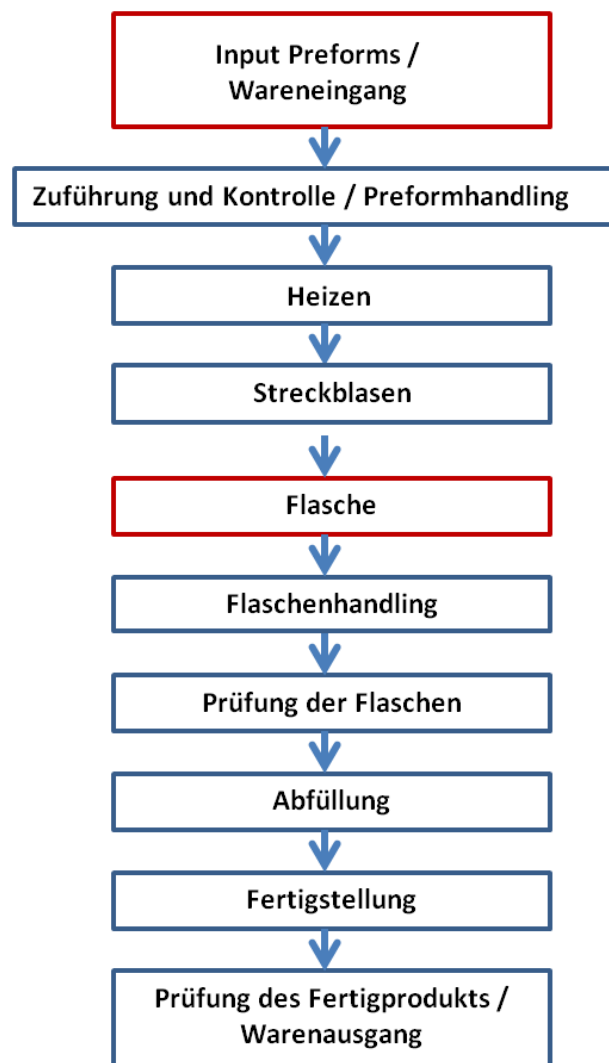 Input Preforms /
Wareneingang
Zuführung und Kontrolle / Preformhandling
Heizen
Streckblasen
Flasche
Flaschenhandling
Prüfung der Flaschen
Abfüllung
Fertigstellung
Prüfung des Fertigprodukts /
Warenausgang